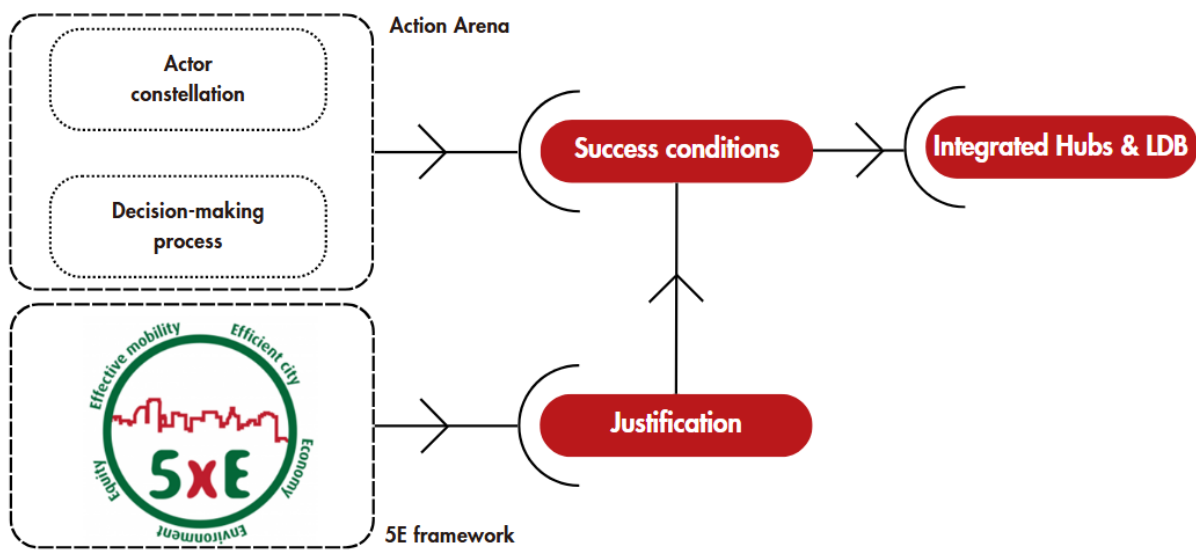 Action Arena
Actor
constellation
Decision-making
process
Success conditions
Integrated Hubs & LDB
Effective mobility
Efficient city
Economy
Environment
Equity
5xE
Justification
5E framework